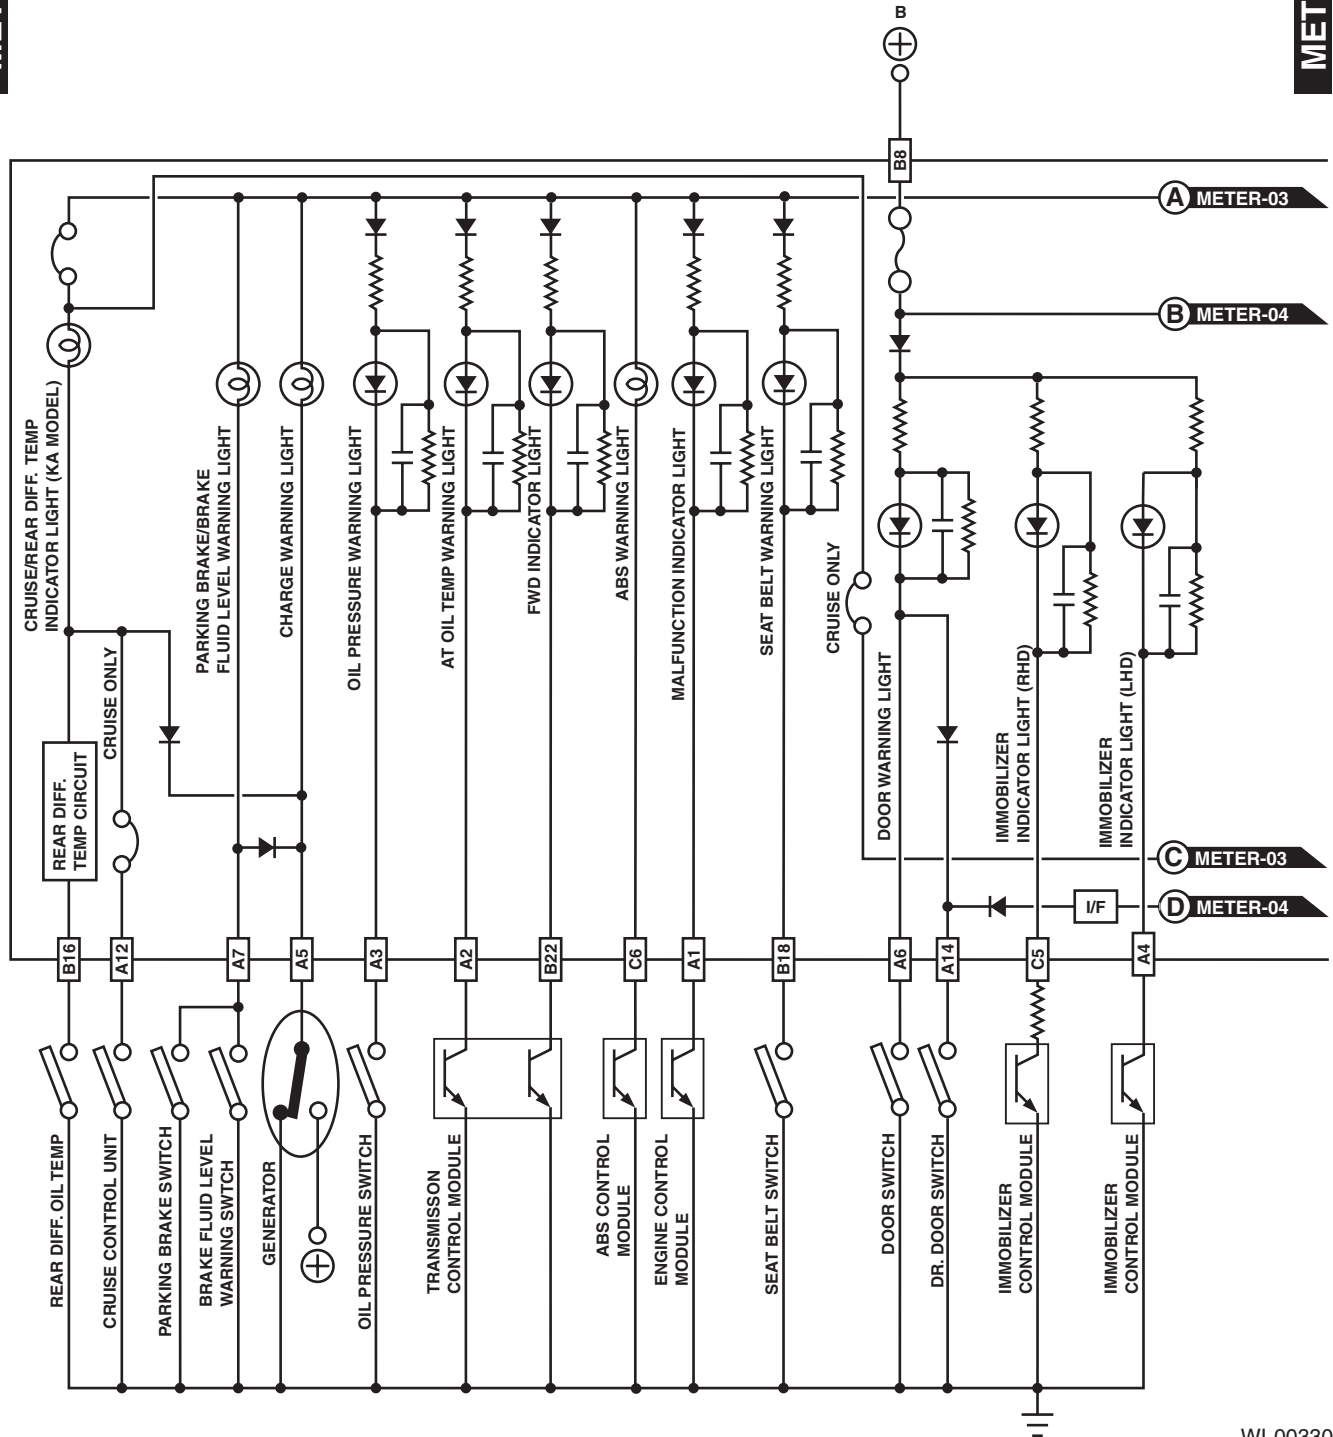 B
MET
B8
A METER-03
B METER-04
CRUISE/REAR DIFF. TEMP
INDICATOR LIGHT (KA MODEL)
PARKING BRAKE/BRAKE
FLUID LEVEL WARNING LIGHT
CHARGE WARNING LIGHT
OIL PRESSURE WARNING LIGHT
AT OIL TEMP WARNING LIGHT
FWD INDICATOR LIGHT
ABS WARNING LIGHT
MALFUNCTION INDICATOR LIGHT
SEAT BELT WARNING LIGHT
CRUISE ONLY
DOOR WARNING LIGHT
IMMOBILIZER
INDICATOR LIGHT (RHD)
IMMOBILIZER
INDICATOR LIGHT (LHD)
CRUISE ONLY
REAR DIFF.
TEMP CIRCUIT
C METER-03
I/F
D METER-04
B16
A12
A7
A5
A3
A2
B22
C6
A1
B18
A6
A14
C5
A4
REAR DIFF. OIL TEMP
CRUISE CONTROL UNIT
PARKING BRAKE SWITCH
BRAKE FLUID LEVEL
WARNING SWTCH
GENERATOR
OIL PRESSURE SWITCH
TRANSMISSON
CONTROL MODULE
ABS CONTROL
MODULE
ENGINE CONTROL
MODULE
SEAT BELT SWITCH
DOOR SWITCH
DR. DOOR SWITCH
IMMOBILIZER
CONTROL MODULE
IMMOBILIZER
CONTROL MODULE
WI-00330